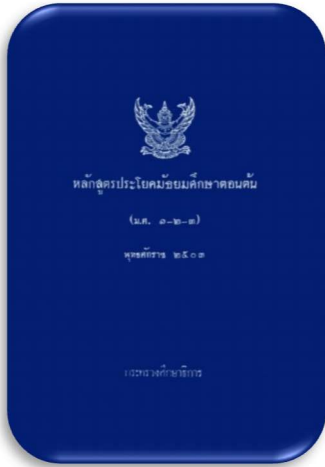 หลักสูตรประโยคมัธยมศึกษาตอนต้น
(ม.ศ. ๑-๒-๓)
พุทธศักราช ๒๕๐๓
กระทรวงศึกษาธิการ